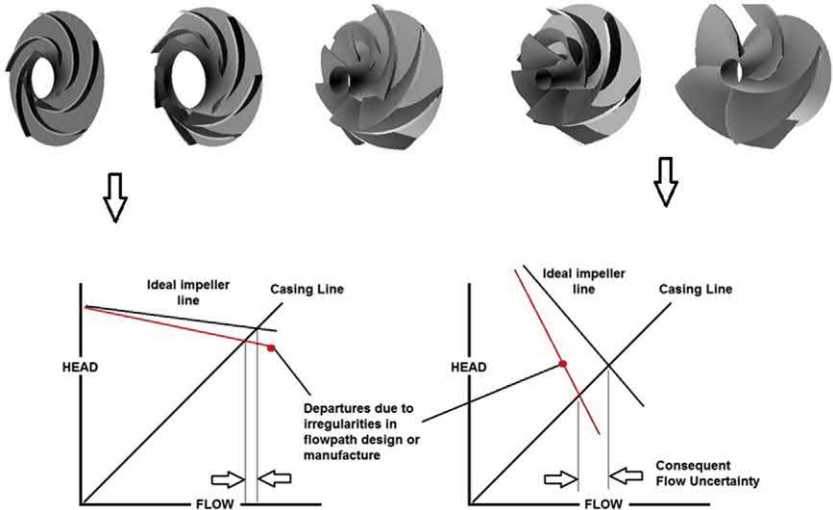 Ideal impeller
line
Casing Line
HEAD
FLOW
Departures due to
irregularities in
flowpath design or
manufacture
Ideal impeller
line
Casing Line
HEAD
FLOW
Consequent
Flow Uncertainty